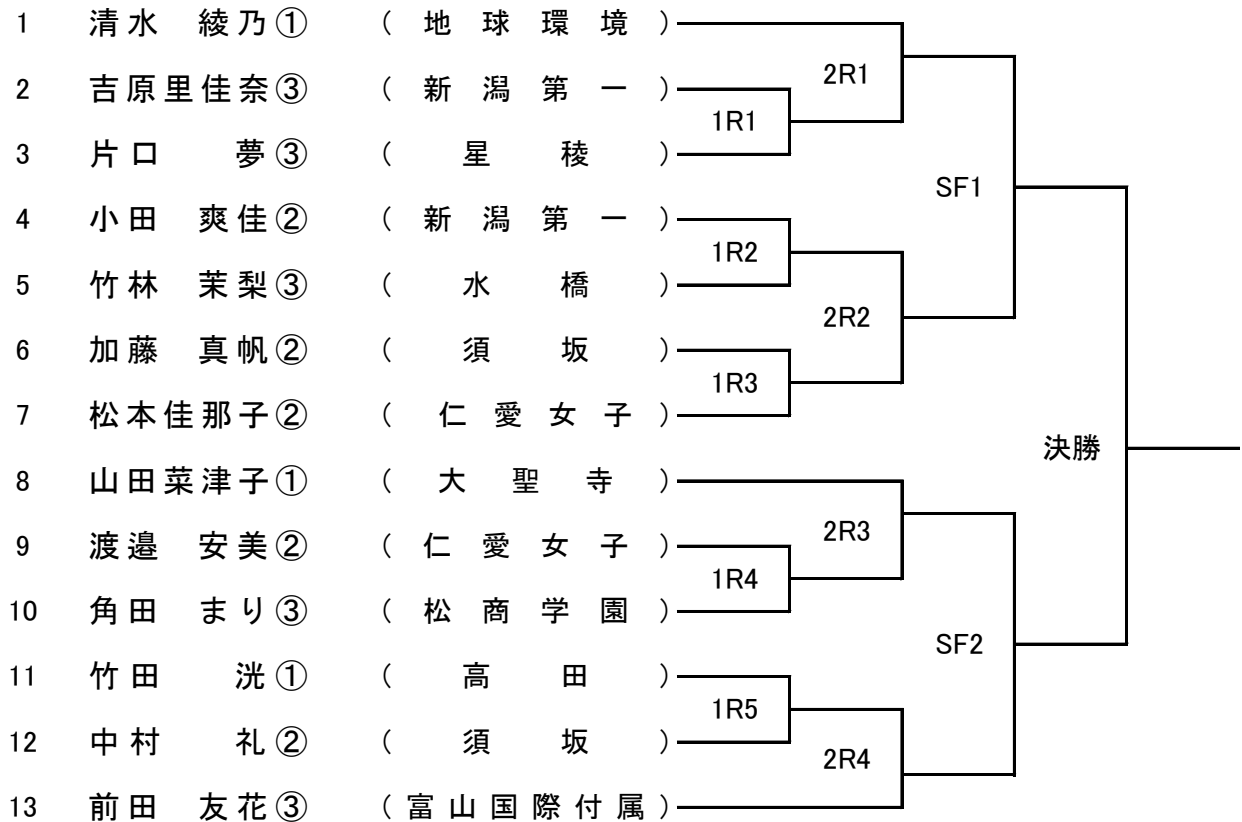 1 清水 綾乃① (地球環境)
2R1
2 吉原里佳奈③ (新潟第一)
1R1
3 片口 夢③ (星稜)
SF1
4 小田 爽佳② (新潟第一)
1R2
5 竹林 茉梨③ (水橋)
2R2
6 加藤 真帆② (須坂)
1R3
7 松本佳那子② (仁愛女子)
決勝
8 山田菜津子① (大聖寺)
2R3
9 渡邉 安美② (仁愛女子)
1R4
10 角田 まり③ (松商学園)
SF2
11 竹田 洸① (高田)
1R5
12 中村 礼② (須坂)
2R4
13 前田 友花③ (富山国際付属)